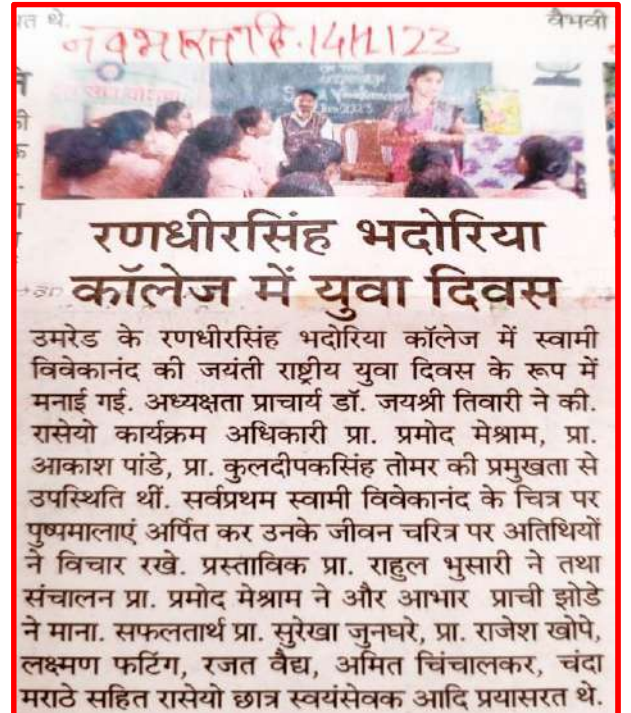 त थे.
वैभवी
नवभारत दि. 14/1/23
रणधीरसिंह भदोरिया
कॉलेज में युवा दिवस
उमरेड के रणधीरसिंह भदोरिया कॉलेज में स्वामी
विवेकानंद की जयंती राष्ट्रीय युवा दिवस के रूप में
मनाई गई. अध्यक्षता प्राचार्य डॉ. जयश्री तिवारी ने की.
रासेयो कार्यक्रम अधिकारी प्रा. प्रमोद मेश्राम, प्रा.
आकाश पांडे, प्रा. कुलदीपकसिंह तोमर की प्रमुखता से
उपस्थिति थीं. सर्वप्रथम स्वामी विवेकानंद के चित्र पर
पुष्पमालाएं अर्पित कर उनके जीवन चरित्र पर अतिथियों
ने विचार रखे. प्रस्ताविक प्रा. राहुल भुसारी ने तथा
संचालन प्रा. प्रमोद मेश्राम ने और आभार प्राची झोडे
ने माना. सफलतार्थ प्रा. सुरेखा जुनघरे, प्रा. राजेश खोपे,
लक्ष्मण फटिंग, रजत वैद्य, अमित चिंचालकर, चंदा
मराठे सहित रासेयो छात्र स्वयंसेवक आदि प्रयासरत थे.